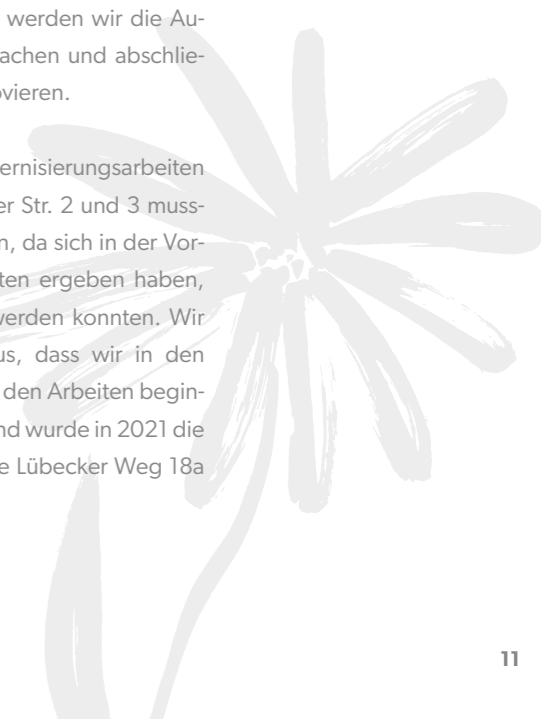 werden wir die Au-
achen und abschlie-
vieren.
ernisierungsarbeiten
er Str. 2 und 3 muss-
n, da sich in der Vor-
ten ergeben haben,
werden konnten. Wir
us, dass wir in den
den Arbeiten begin-
nd wurde in 2021 die
e Lübecker Weg 18a
11